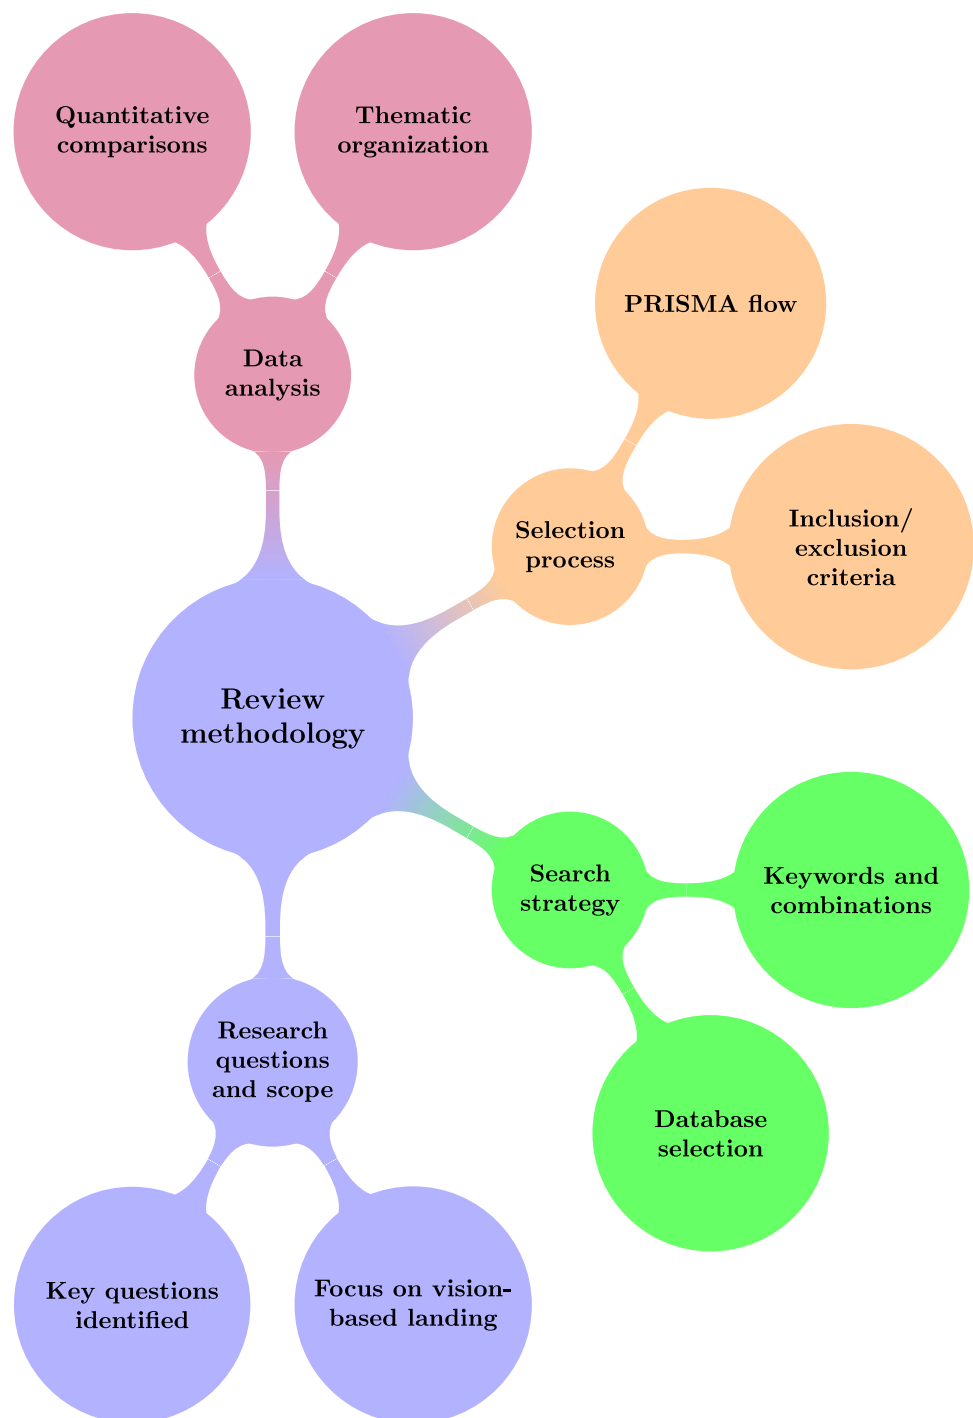 Quantitative
comparisons
Thematic
organization
Data
analysis
PRISMA flow
Selection
process
Inclusion/
exclusion
criteria
Review
methodology
Search
strategy
Keywords and
combinations
Database
selection
Research
questions
and scope
Key questions
identified
Focus on vision-
based landing